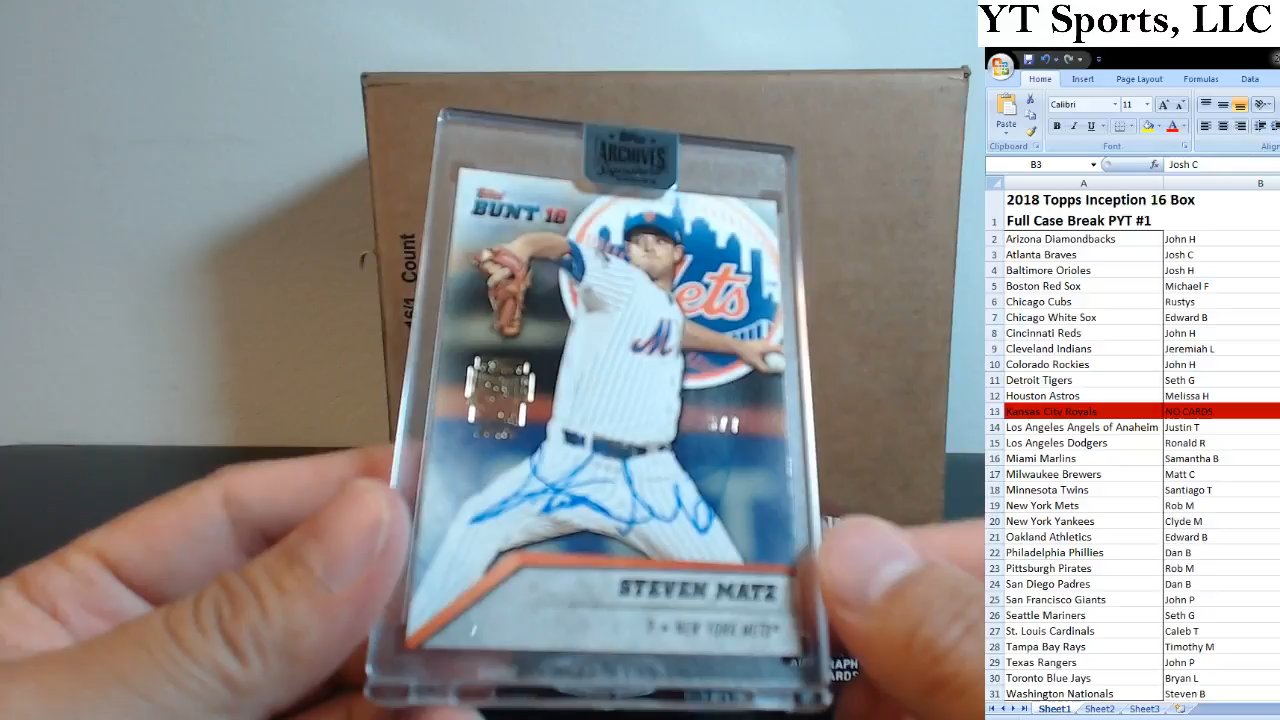 YT Sports, LLC
Home Insert Page Layout Formulas Data
Paste
Calibri 11
B I U
Clipboard Font
B3 fx Josh C
A B
1 2018 Topps Inception 16 Box
Full Case Break PYT #1
2 Arizona Diamondbacks John H
3 Atlanta Braves Josh C
4 Baltimore Orioles Josh H
5 Boston Red Sox Michael F
6 Chicago Cubs Rustys
7 Chicago White Sox Edward B
8 Cincinnati Reds John H
9 Cleveland Indians Jeremiah L
10 Colorado Rockies John H
11 Detroit Tigers Seth G
12 Houston Astros Melissa H
13 Kansas City Royals NO CARDS
14 Los Angeles Angels of Anaheim Justin T
15 Los Angeles Dodgers Ronald R
16 Miami Marlins Samantha B
17 Milwaukee Brewers Matt C
18 Minnesota Twins Santiago T
19 New York Mets Rob M
20 New York Yankees Clyde M
21 Oakland Athletics Edward B
22 Philadelphia Phillies Dan B
23 Pittsburgh Pirates Rob M
24 San Diego Padres Dan B
25 San Francisco Giants John P
26 Seattle Mariners Seth G
27 St. Louis Cardinals Caleb T
28 Tampa Bay Rays Timothy M
29 Texas Rangers John P
30 Toronto Blue Jays Bryan L
31 Washington Nationals Steven B
Sheet1 Sheet2 Sheet3
Topps
ARCHIVES
Signature
Topps
BUNT 16
Mets
M
Count
STEVEN MATZ
NEW YORK METS